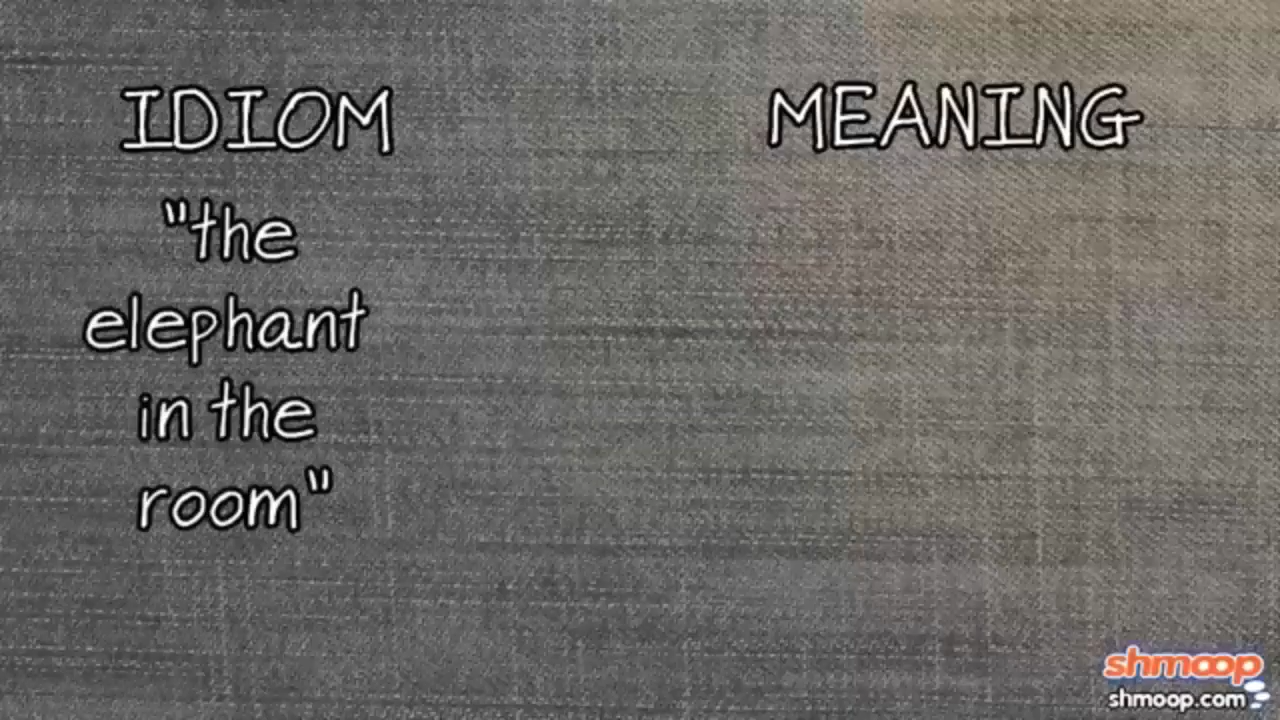 IDIOM
MEANING
"the
elephant
in the
room"
shmoop
shmoop.com